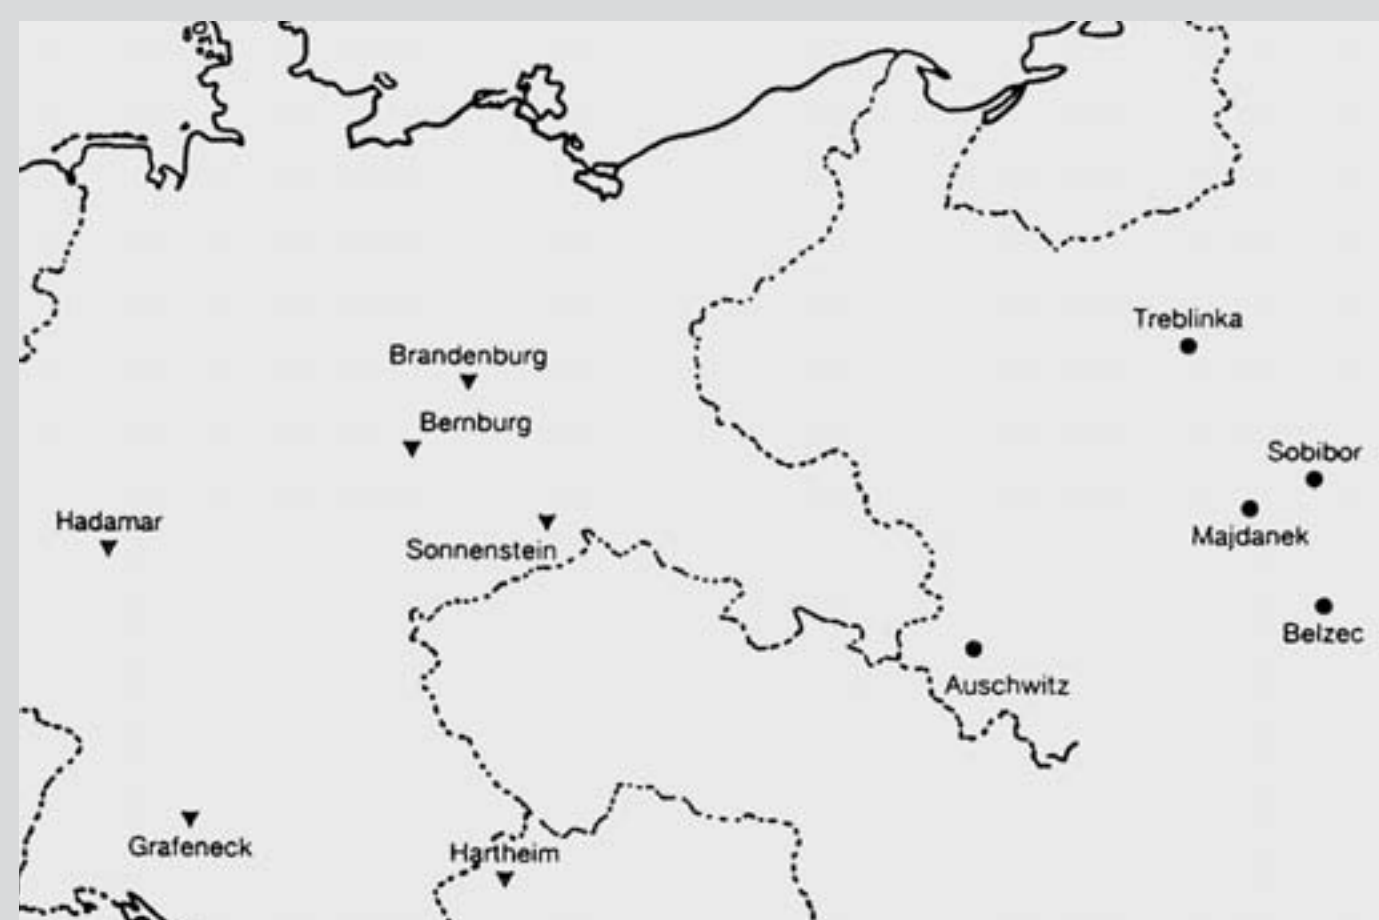 Treblinka
Brandenburg
Bernburg
Sobibor
Hadamar
Majdanek
Sonnenstein
Belzec
Auschwitz
Grafeneck
Hartheim